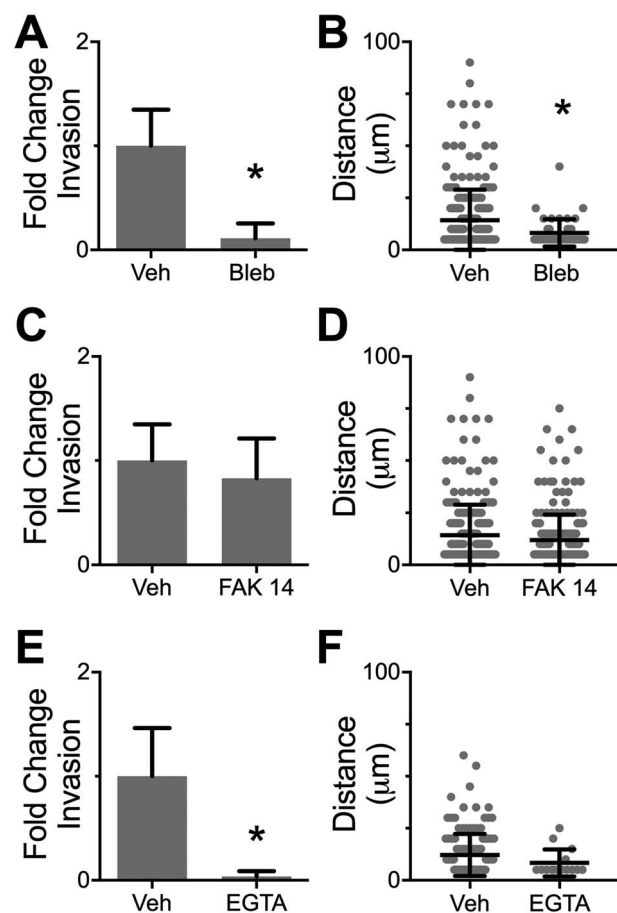 A
2
Fold Change
Invasion
*
0
Veh
Bleb
B
100
Distance
(μm)
*
0
Veh
Bleb
C
2
Fold Change
Invasion
0
Veh
FAK 14
D
100
Distance
(μm)
0
Veh
FAK 14
E
2
Fold Change
Invasion
*
0
Veh
EGTA
F
100
Distance
(μm)
0
Veh
EGTA